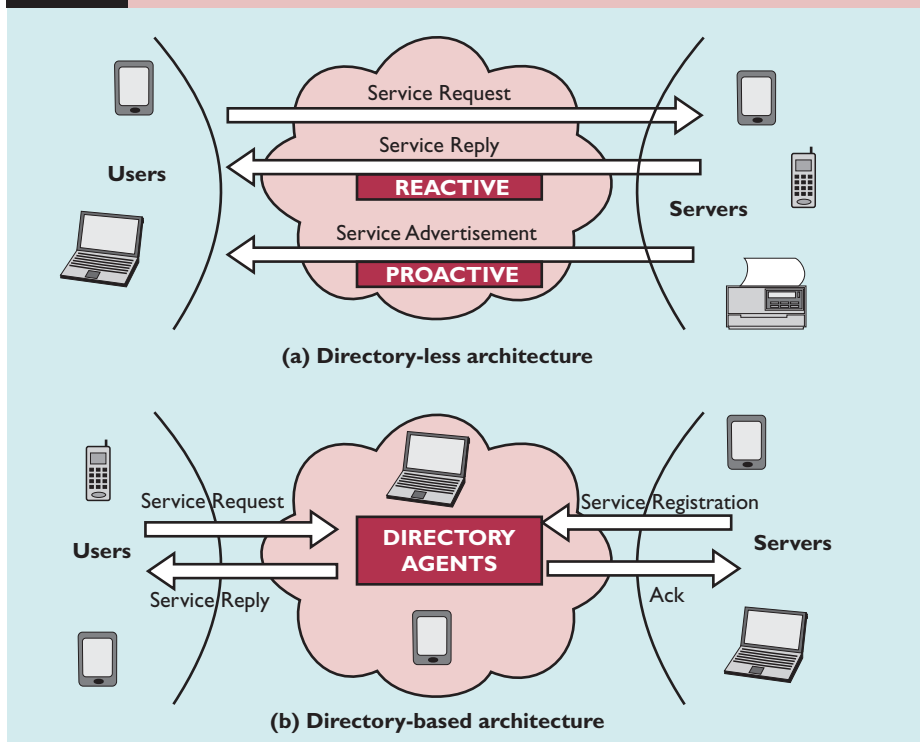 Service Request
Service Reply
Users
REACTIVE
Servers
Service Advertisement
PROACTIVE
(a) Directory-less architecture
Service Request
Service Registration
Users
DIRECTORY
AGENTS
Servers
Service Reply
Ack
(b) Directory-based architecture